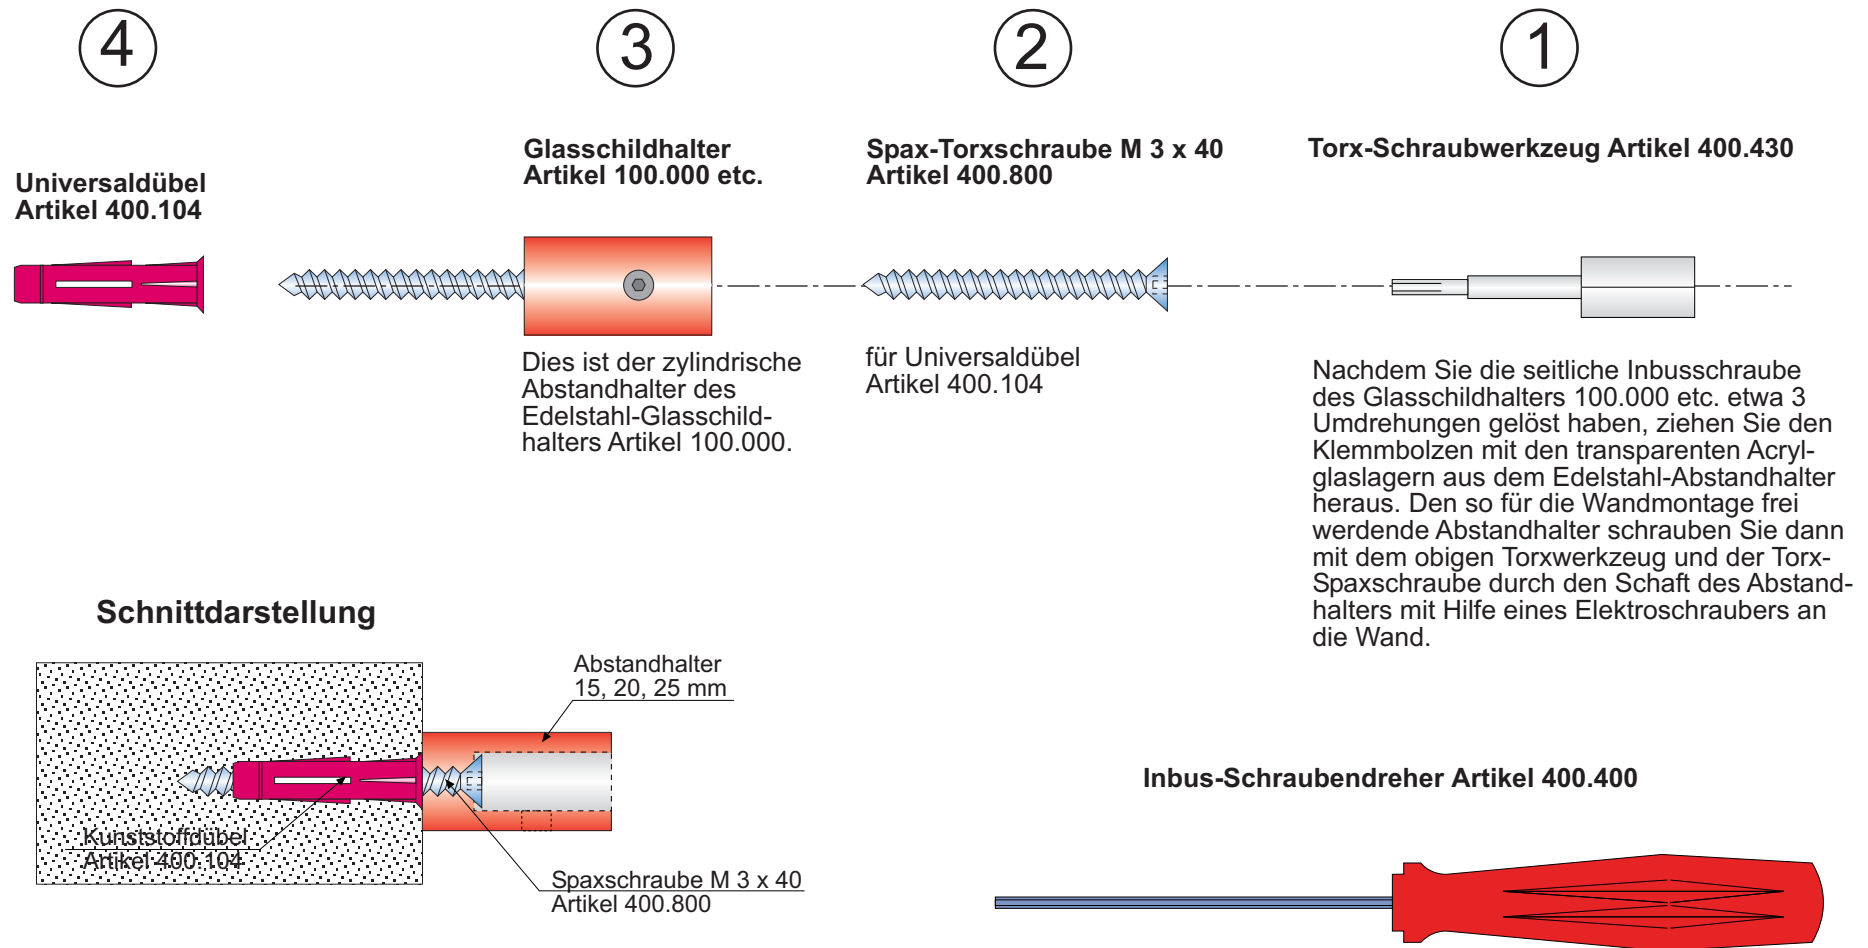 4
3
2
1
Universaldübel
Artikel 400.104
Glasschildhalter
Artikel 100.000 etc.
Spax-Torxschraube M 3 x 40
Artikel 400.800
Torx-Schraubwerkzeug Artikel 400.430
Dies ist der zylindrische
Abstandhalter des
Edelstahl-Glasschild-
halters Artikel 100.000.
für Universaldübel
Artikel 400.104
Nachdem Sie die seitliche Inbusschraube
des Glasschildhalters 100.000 etc. etwa 3
Umdrehungen gelöst haben, ziehen Sie den
Klemmbolzen mit den transparenten Acryl-
glaslagern aus dem Edelstahl-Abstandhalter
heraus. Den so für die Wandmontage frei
werdende Abstandhalter schrauben Sie dann
mit dem obigen Torxwerkzeug und der Torx-
Spaxschraube durch den Schaft des Abstand-
halters mit Hilfe eines Elektroschraubers an
die Wand.
Schnittdarstellung
Abstandhalter
15, 20, 25 mm
Kunststoffdübel
Artikel 400.104
Spaxschraube M 3 x 40
Artikel 400.800
Inbus-Schraubendreher Artikel 400.400